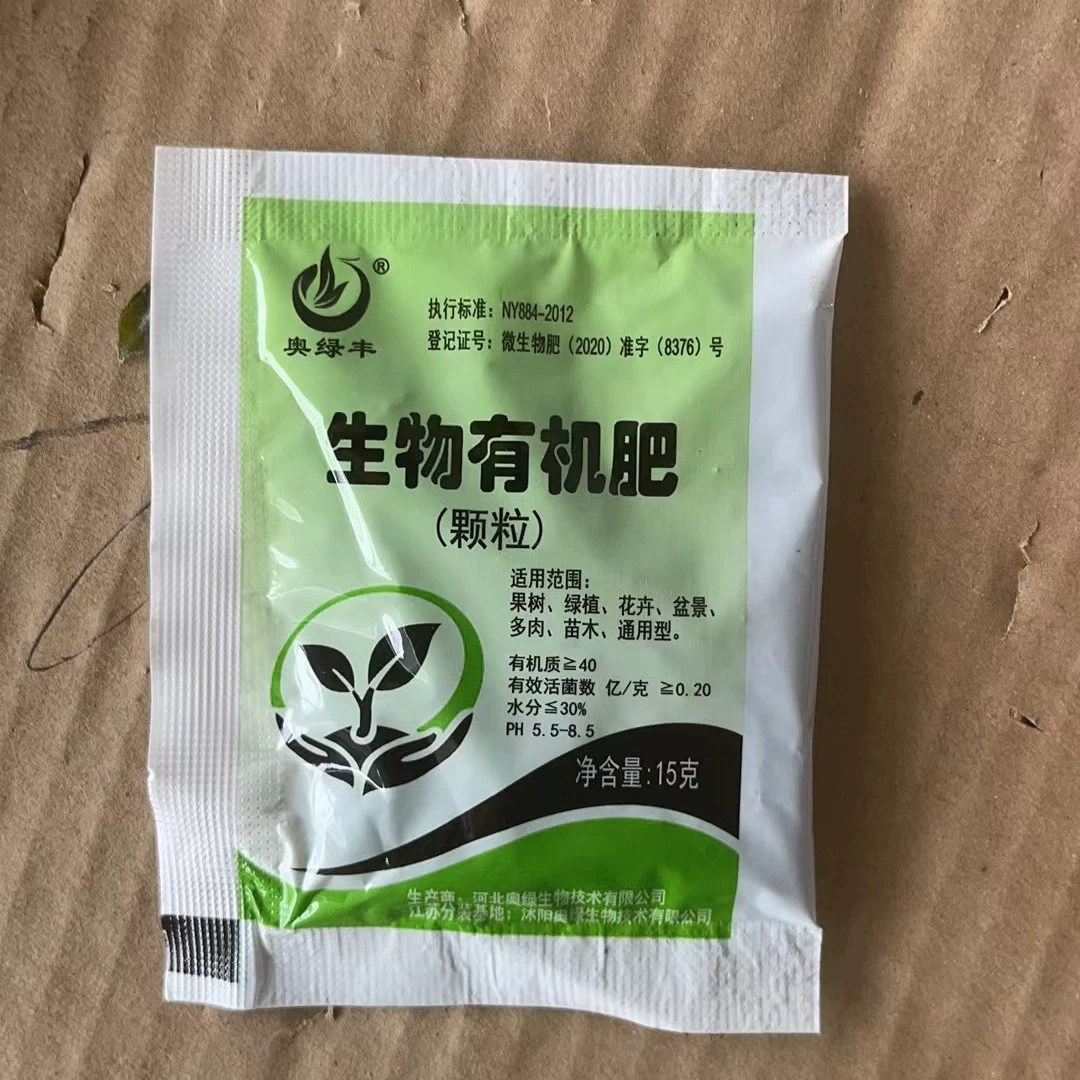 ®
奥绿丰
执行标准：NY884-2012
登记证号：微生物肥（2020）准字（8376）号
生物有机肥
（颗粒）
适用范围：
果树、绿植、花卉、盆景、
多肉、苗木、通用型。
有机质≧40
有效活菌数 亿/克 ≧0.20
水分≦30%
PH 5.5-8.5
净含量：15克
生产商：河北奥绿生物技术有限公司
江苏分装基地：沭阳奥绿生物技术有限公司